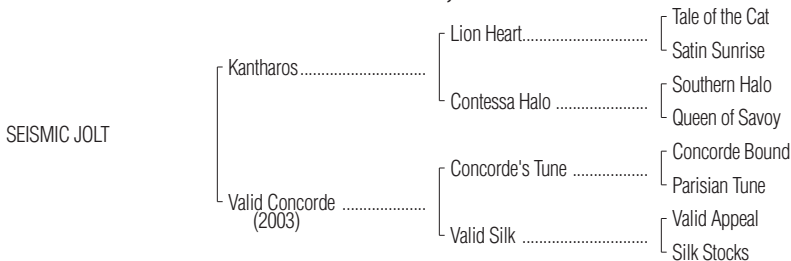 Tale of the Cat
Lion Heart............................
Satin Sunrise
Kantharos............................
Southern Halo
Contessa Halo .....................
Queen of Savoy
SEISMIC JOLT
Concorde Bound
Concorde's Tune .................
Parisian Tune
Valid Concorde ...................
(2003)
Valid Appeal
Valid Silk ............................
Silk Stocks